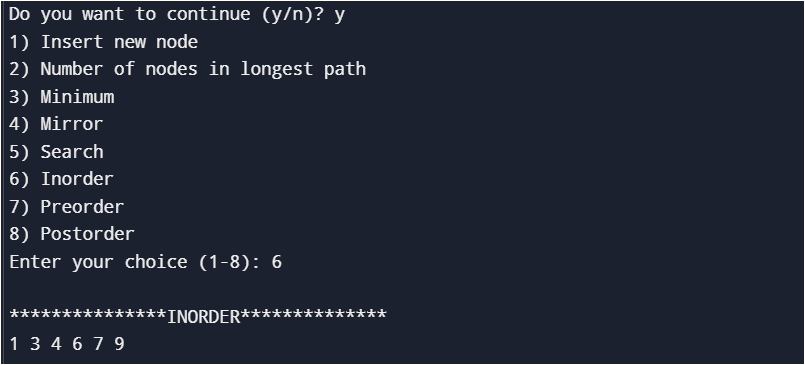 Do you want to continue (y/n)? y
1) Insert new node
2) Number of nodes in longest path
3) Minimum
4) Mirror
5) Search
6) Inorder
7) Preorder
8) Postorder
Enter your choice (1-8): 6
***************INORDER**************
1 3 4 6 7 9